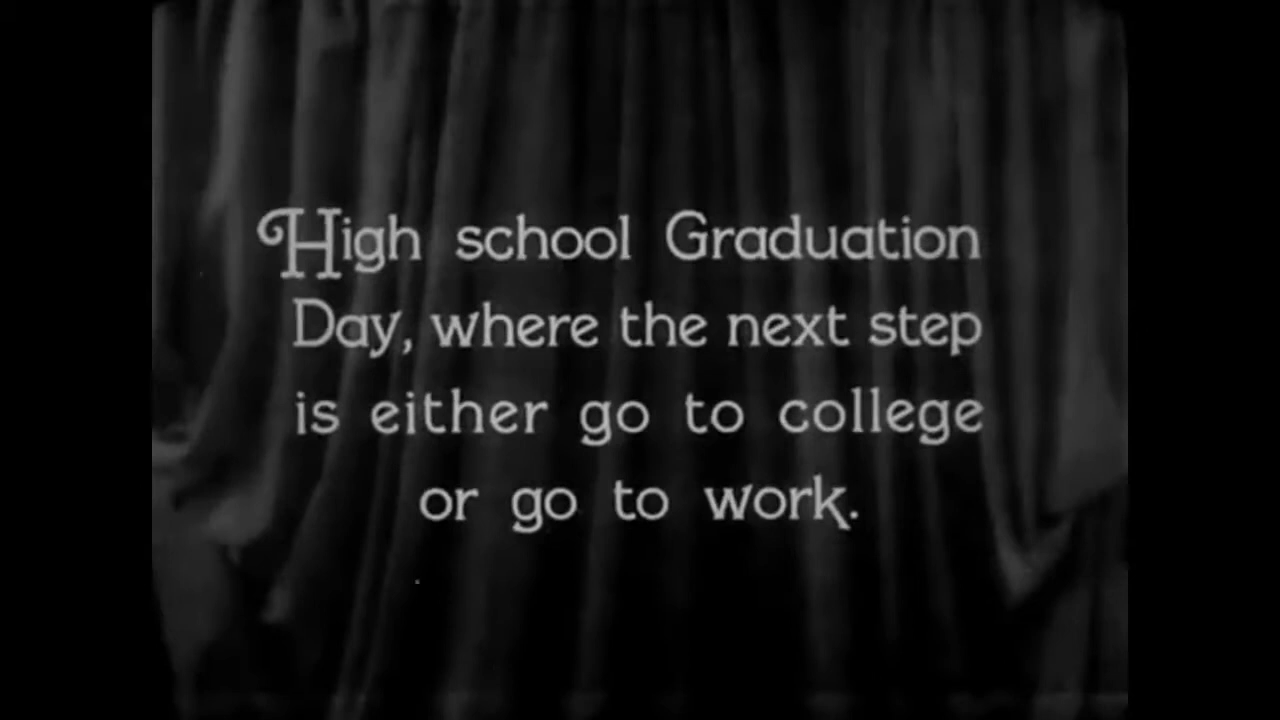 High school Graduation
Day, where the next step
is either go to college
or go to work.